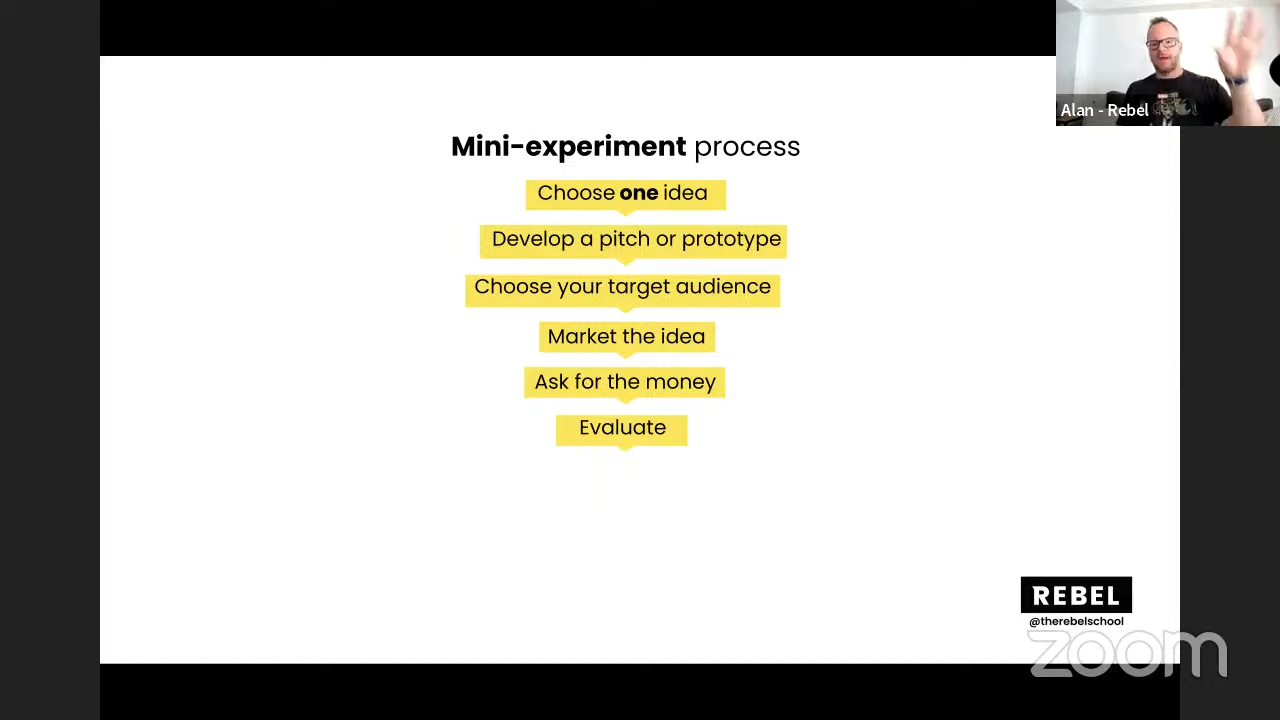 Alan - Rebel
Mini-experiment process
Choose one idea
Develop a pitch or prototype
Choose your target audience
Market the idea
Ask for the money
Evaluate
REBEL
@therebelschool
zoom